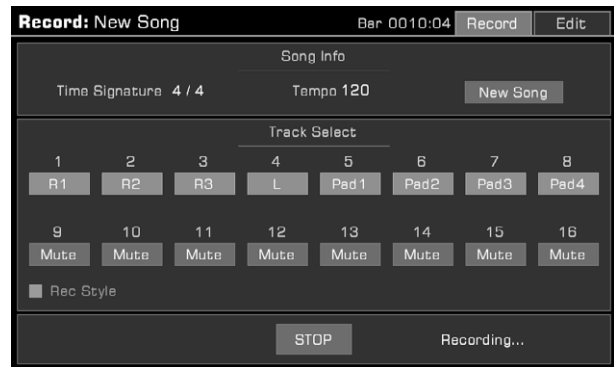 Record: New Song Bar 0010:04 Record Edit
Song Info
Time Signature 4 / 4 Tempo 120 New Song
Track Select
1 2 3 4 5 6 7 8
R1 R2 R3 L Pad1 Pad2 Pad3 Pad4
9 10 11 12 13 14 15 16
Mute Mute Mute Mute Mute Mute Mute Mute
Rec Style
STOP Recording...